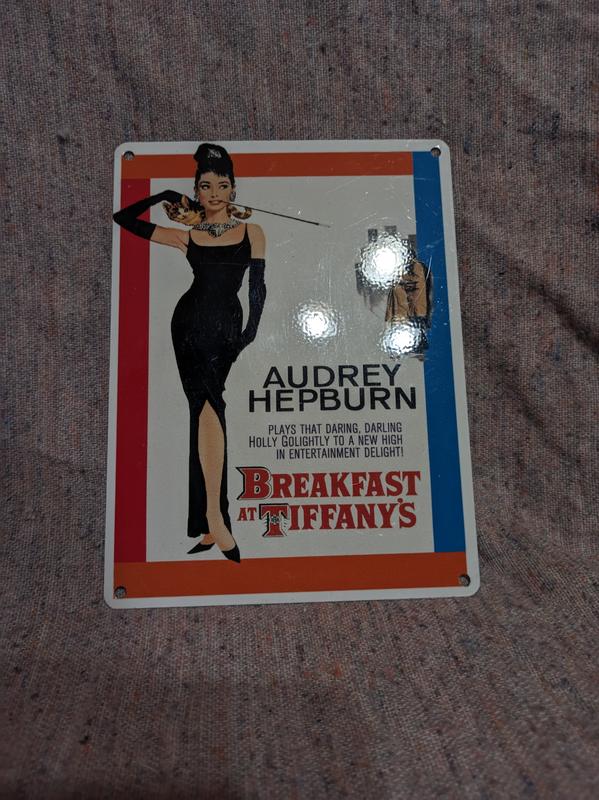 AUDREY
HEPBURN
PLAYS THAT DARING, DARLING
HOLLY GOLIGHTLY TO A NEW HIGH
IN ENTERTAINMENT DELIGHT!
BREAKFAST
AT TIFFANY'S